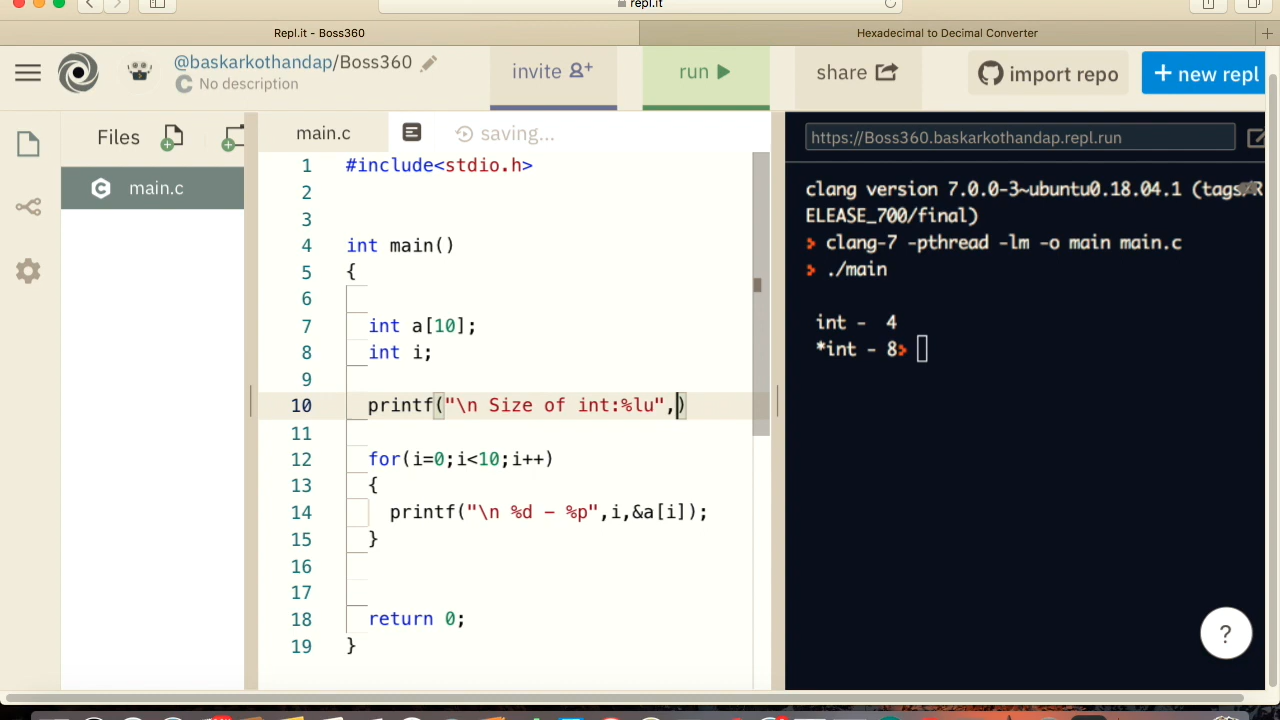 repl.it
Repl.it - Boss360
Hexadecimal to Decimal Converter
@baskarkothandap/Boss360
C No description
invite
run
share
import repo
+ new repl
Files
main.c
saving...
main.c
https://Boss360.baskarkothandap.repl.run
1 #include<stdio.h>
2
3
4 int main()
5 {
6
7 int a[10];
8 int i;
9
10 printf("\n Size of int:%lu",)
11
12 for(i=0;i<10;i++)
13 {
14 printf("\n %d - %p",i,&a[i]);
15 }
16
17
18 return 0;
19 }
clang version 7.0.0-3~ubuntu0.18.04.1 (tags/R
ELEASE_700/final)
> clang-7 -pthread -lm -o main main.c
> ./main
int - 4
*int - 8>
?